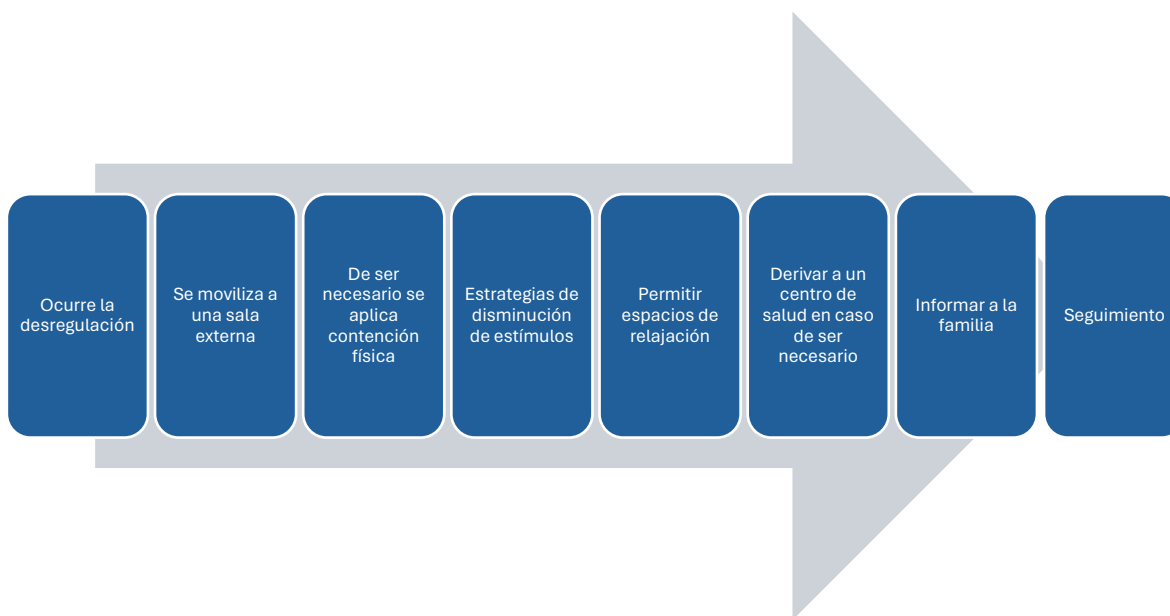 Ocurre la
desregulación
Se moviliza a
una sala
externa
De ser
necesario se
aplica
contención
física
Estrategias de
disminución
de estímulos
Permitir
espacios de
relajación
Derivar a un
centro de
salud en caso
de ser
necesario
Informar a la
familia
Seguimiento